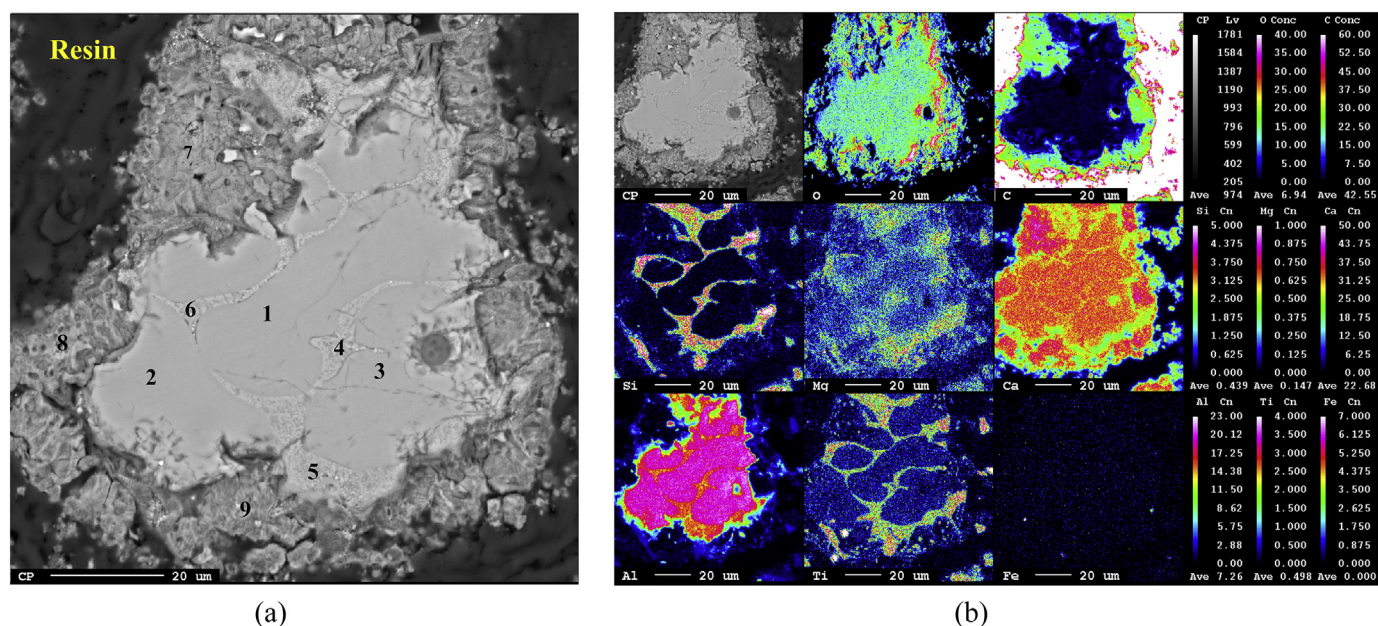 Resin
7
6
1
8
4
2
3
5
9
CP 20 um
(a)
CP 20 um
O 20 um
C 20 um
CP Lv O Conc C Conc
1781 40.00 60.00
1584 35.00 52.50
1387 30.00 45.00
1190 25.00 37.50
993 20.00 30.00
796 15.00 22.50
599 10.00 15.00
402 5.00 7.50
205 0.00 0.00
Ave 974 Ave 6.94 Ave 42.55
Si 20 um
Mg 20 um
Ca 20 um
Si Cn Mg Cn Ca Cn
5.000 1.000 50.00
4.375 0.875 43.75
3.750 0.750 37.50
3.125 0.625 31.25
2.500 0.500 25.00
1.875 0.375 18.75
1.250 0.250 12.50
0.625 0.125 6.25
0.000 0.000 0.00
Ave 0.439 Ave 0.147 Ave 22.68
Al 20 um
Ti 20 um
Fe 20 um
Al Cn Ti Cn Fe Cn
23.00 4.000 7.000
20.12 3.500 6.125
17.25 3.000 5.250
14.38 2.500 4.375
11.50 2.000 3.500
8.62 1.500 2.625
5.75 1.000 1.750
2.88 0.500 0.875
0.00 0.000 0.000
Ave 7.26 Ave 0.498 Ave 0.000
(b)